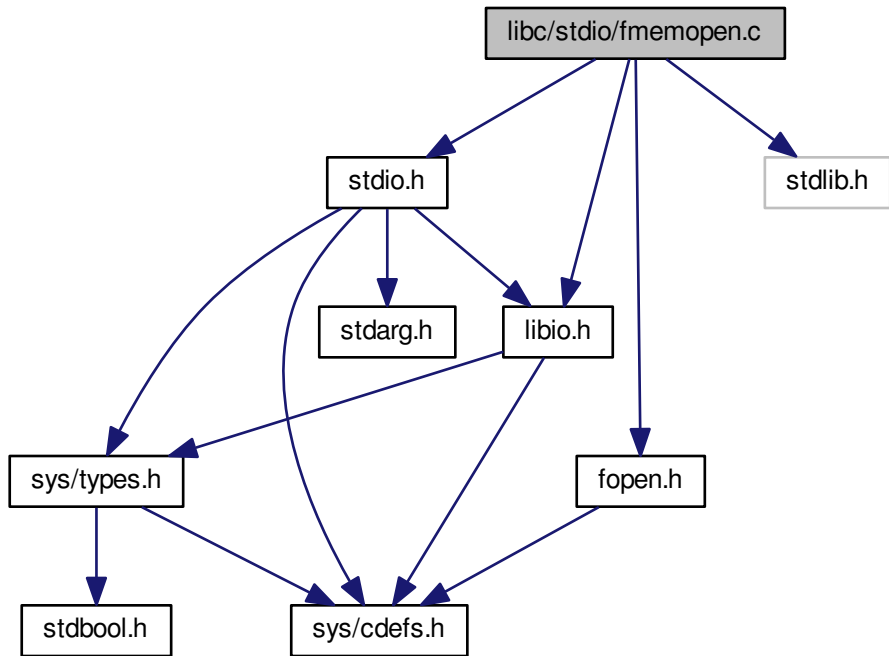 libc/stdio/fmemopen.c
stdio.h
stdlib.h
stdarg.h
libio.h
sys/types.h
fopen.h
stdbool.h
sys/cdefs.h